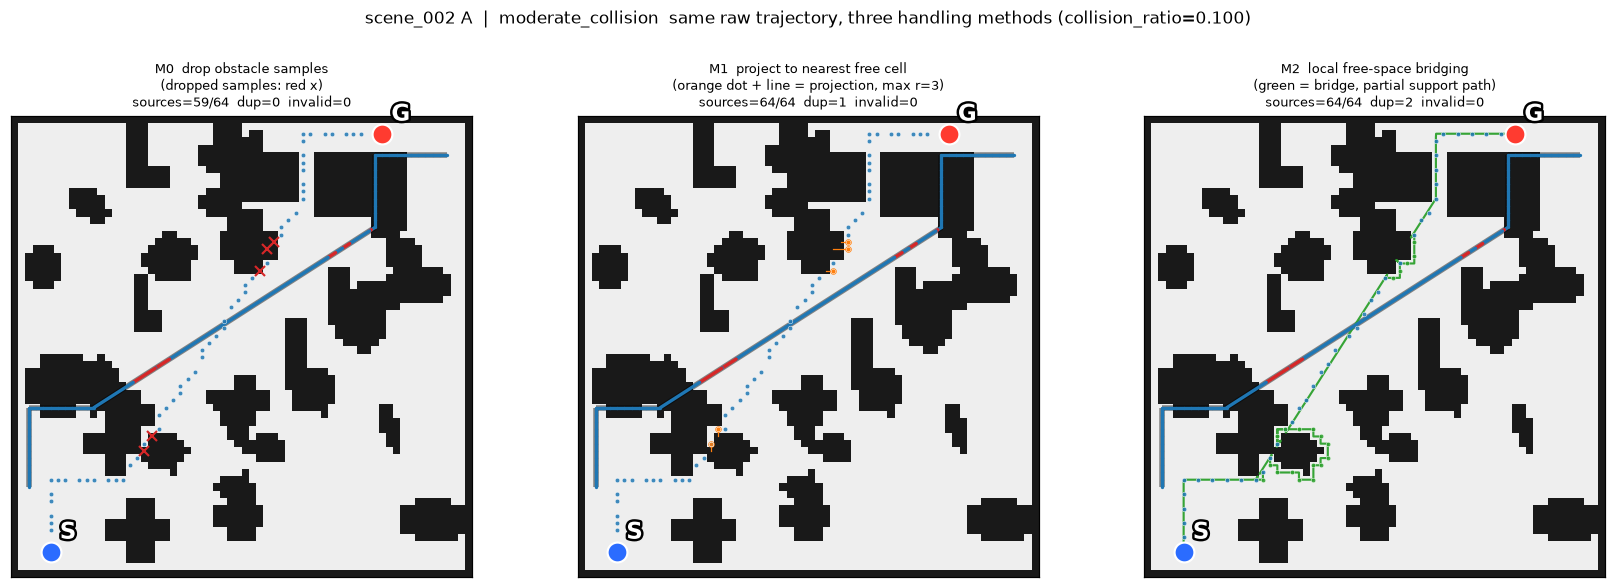 scene_002 A | moderate_collision same raw trajectory, three handling methods (collision_ratio=0.100)
M0 drop obstacle samples
(dropped samples: red x)
sources=59/64 dup=0 invalid=0
G
S
M1 project to nearest free cell
(orange dot + line = projection, max r=3)
sources=64/64 dup=1 invalid=0
G
S
M2 local free-space bridging
(green = bridge, partial support path)
sources=64/64 dup=2 invalid=0
G
S